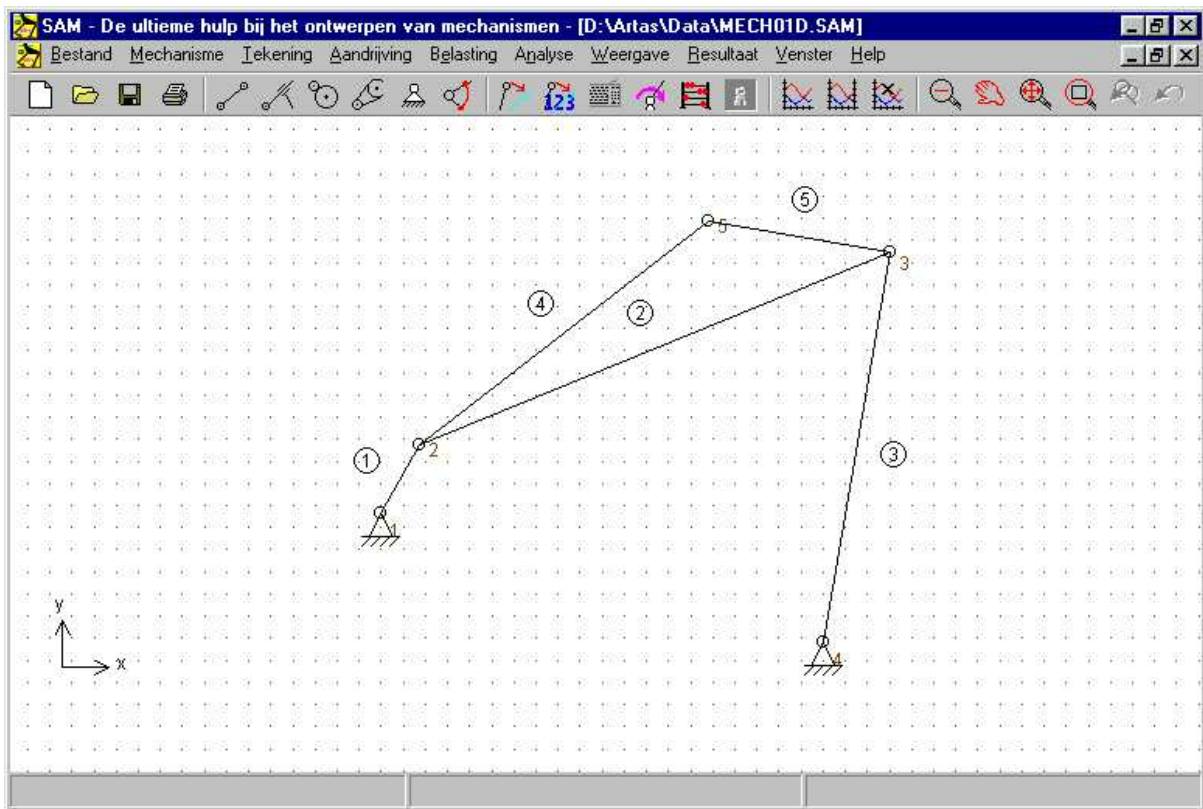 SAM - De ultieme hulp bij het ontwerpen van mechanismen - [D:\Artas\Data\MECH01D.SAM]
Bestand Mechanisme Tekening Aandrijving Belasting Analyse Weergave Resultaat Venster Help
123
5
5
3
4
2
2
1
3
1
y
x
4